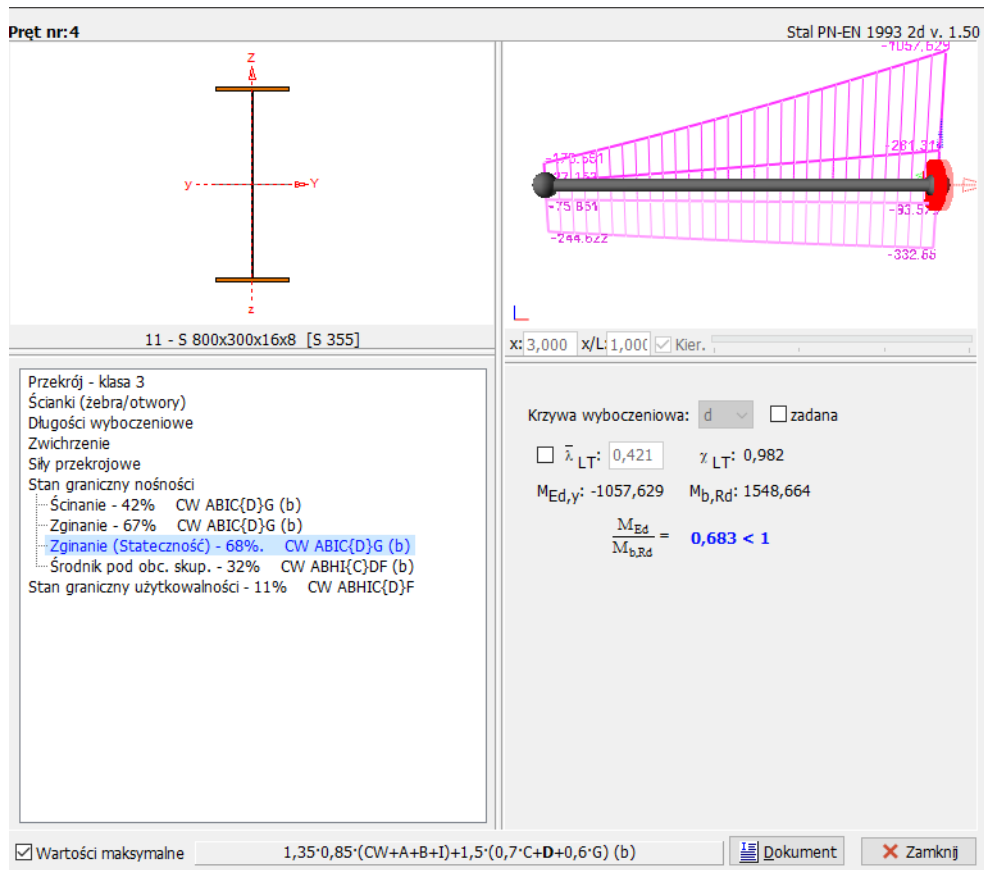 Pręt nr:4
Stal PN-EN 1993 2d v. 1.50
Z
y
Y
z
11 - S 800x300x16x8 [S 355]
-1057,629
-281,31
-75,851
-93,57
-244,622
-332,65
x: 3,000 x/L: 1,000 Kier.
Przekrój - klasa 3
Ścianki (żebra/otwory)
Długości wyboczeniowe
Zwichrzenie
Siły przekrojowe
Stan graniczny nośności
Ścinanie - 42% CW ABIC{D}G (b)
Zginanie - 67% CW ABIC{D}G (b)
Zginanie (Stateczność) - 68%. CW ABIC{D}G (b)
Środnik pod obc. skup. - 32% CW ABHI{C}DF (b)
Stan graniczny użytkowalności - 11% CW ABHIC{D}F
Krzywa wyboczeniowa: d zadana
λ̅ LT: 0,421 χ LT: 0,982
MEd,y: -1057,629 Mb,Rd: 1548,664
MEd
Mb,Rd
= 0,683 < 1
Wartości maksymalne 1,35·0,85·(CW+A+B+I)+1,5·(0,7·C+D+0,6·G) (b) Dokument Zamknij